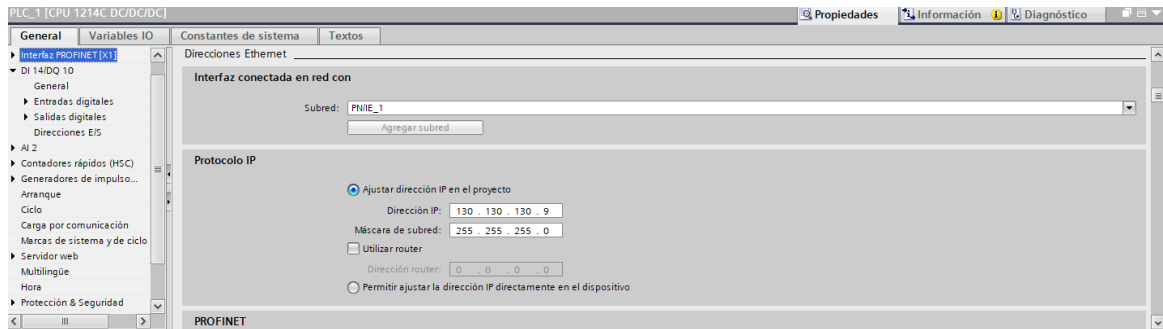 PLC_1 [CPU 1214C DC/DC/DC]
Propiedades Información Diagnóstico
General Variables IO Constantes de sistema Textos
Interfaz PROFINET [X1]
DI 14/DQ 10
General
Entradas digitales
Salidas digitales
Direcciones E/S
AI 2
Contadores rápidos (HSC)
Generadores de impulso...
Arranque
Ciclo
Carga por comunicación
Marcas de sistema y de ciclo
Servidor web
Multilingüe
Hora
Protección & Seguridad
Direcciones Ethernet
Interfaz conectada en red con
Subred: PN/IE_1
Agregar subred
Protocolo IP
Ajustar dirección IP en el proyecto
Dirección IP: 130 . 130 . 130 . 9
Máscara de subred: 255 . 255 . 255 . 0
Utilizar router
Dirección router: 0 . 0 . 0 . 0
Permitir ajustar la dirección IP directamente en el dispositivo
PROFINET